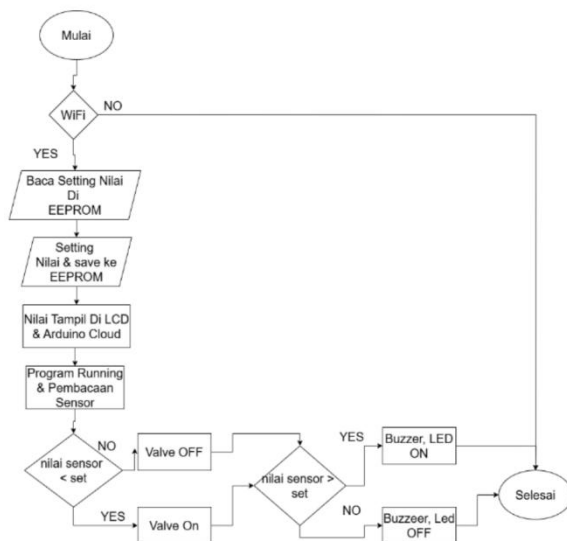 Mulai
WiFi
NO
YES
Baca Setting Nilai
Di
EEPROM
Setting
Nilai & save ke
EEPROM
Nilai Tampil Di LCD
& Arduino Cloud
Program Running
& Pembacaan
Sensor
nilai sensor
< set
NO
Valve OFF
YES
Valve On
nilai sensor >
set
YES
Buzzer, LED
ON
NO
Buzzeer, Led
OFF
Selesai